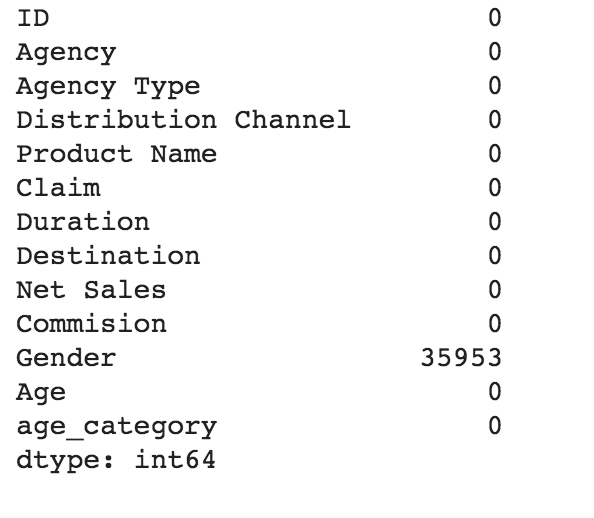 ID 0
Agency 0
Agency Type 0
Distribution Channel 0
Product Name 0
Claim 0
Duration 0
Destination 0
Net Sales 0
Commision 0
Gender 35953
Age 0
age_category 0
dtype: int64